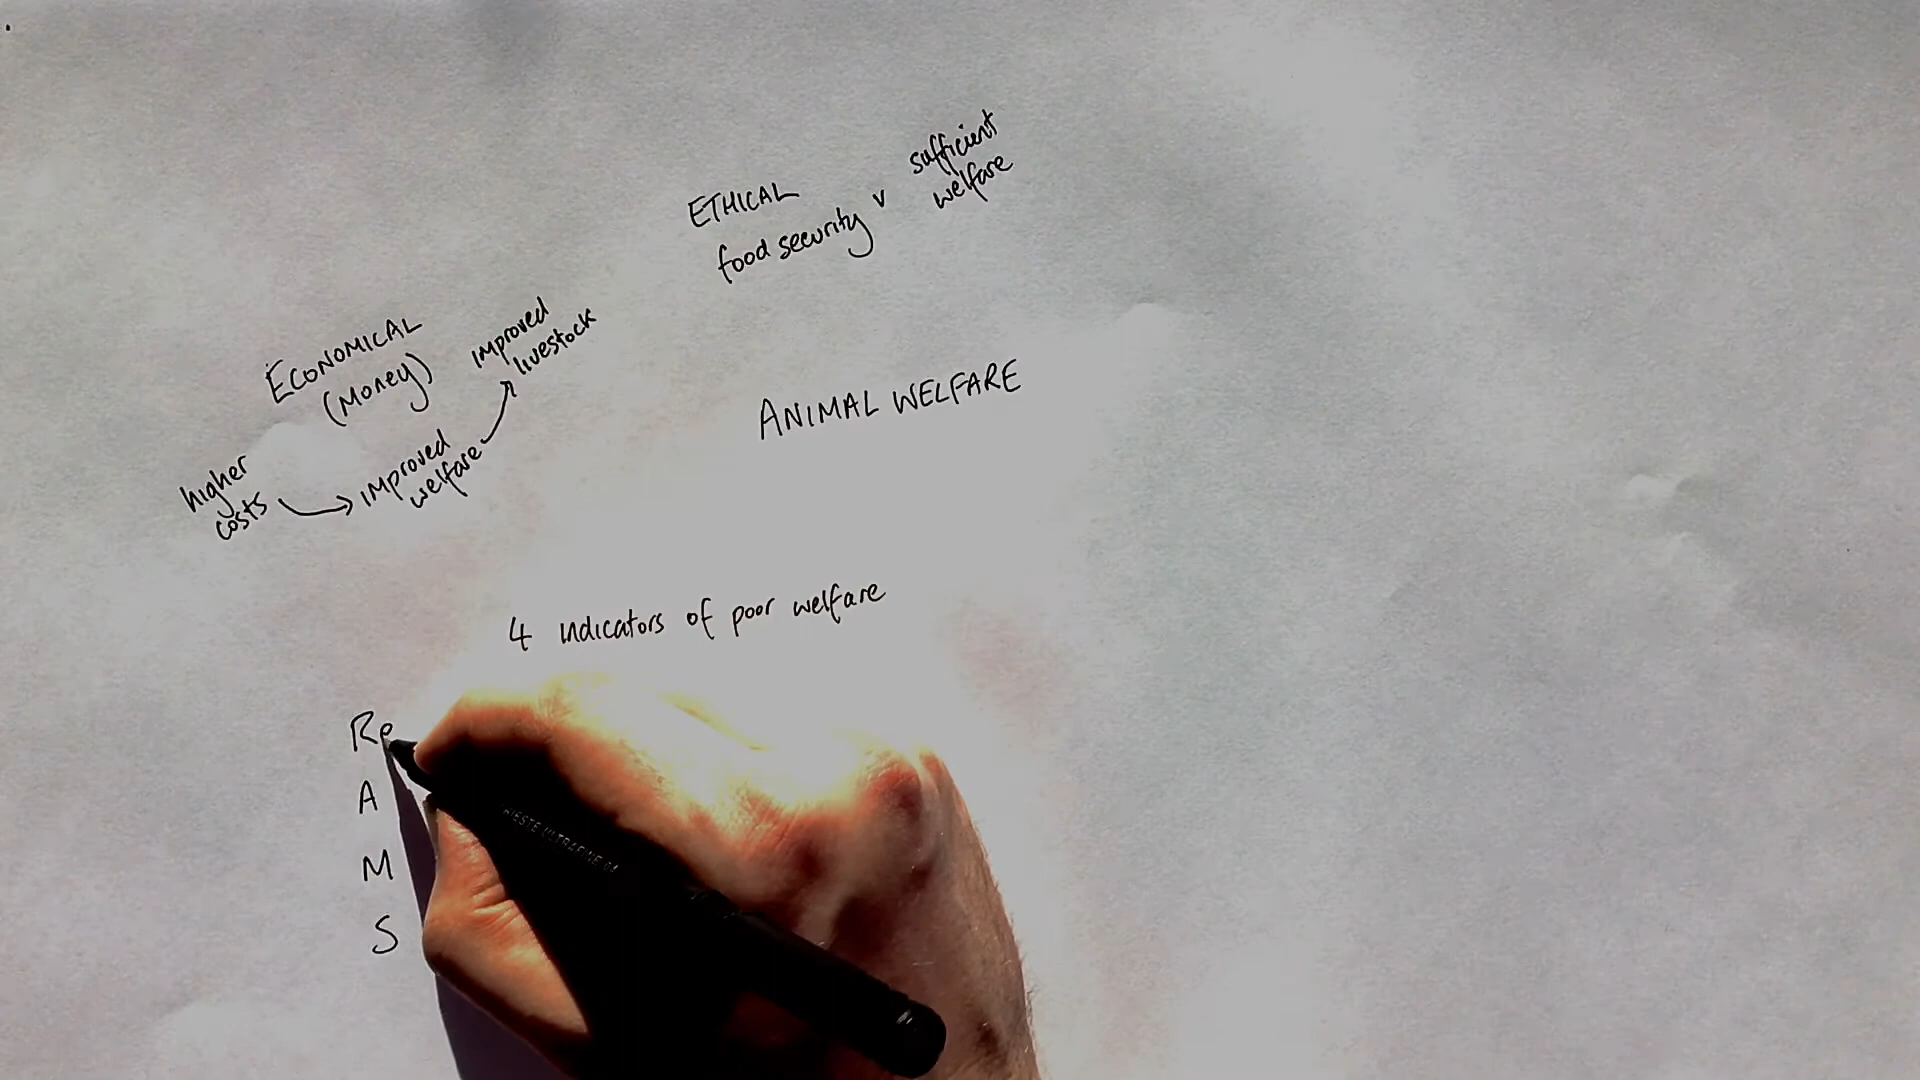 ETHICAL
food security v sufficient
welfare
ECONOMICAL
(Money)
higher
costs
improved
welfare
improved
livestock
ANIMAL WELFARE
4 indicators of poor welfare
Re
A
M
S